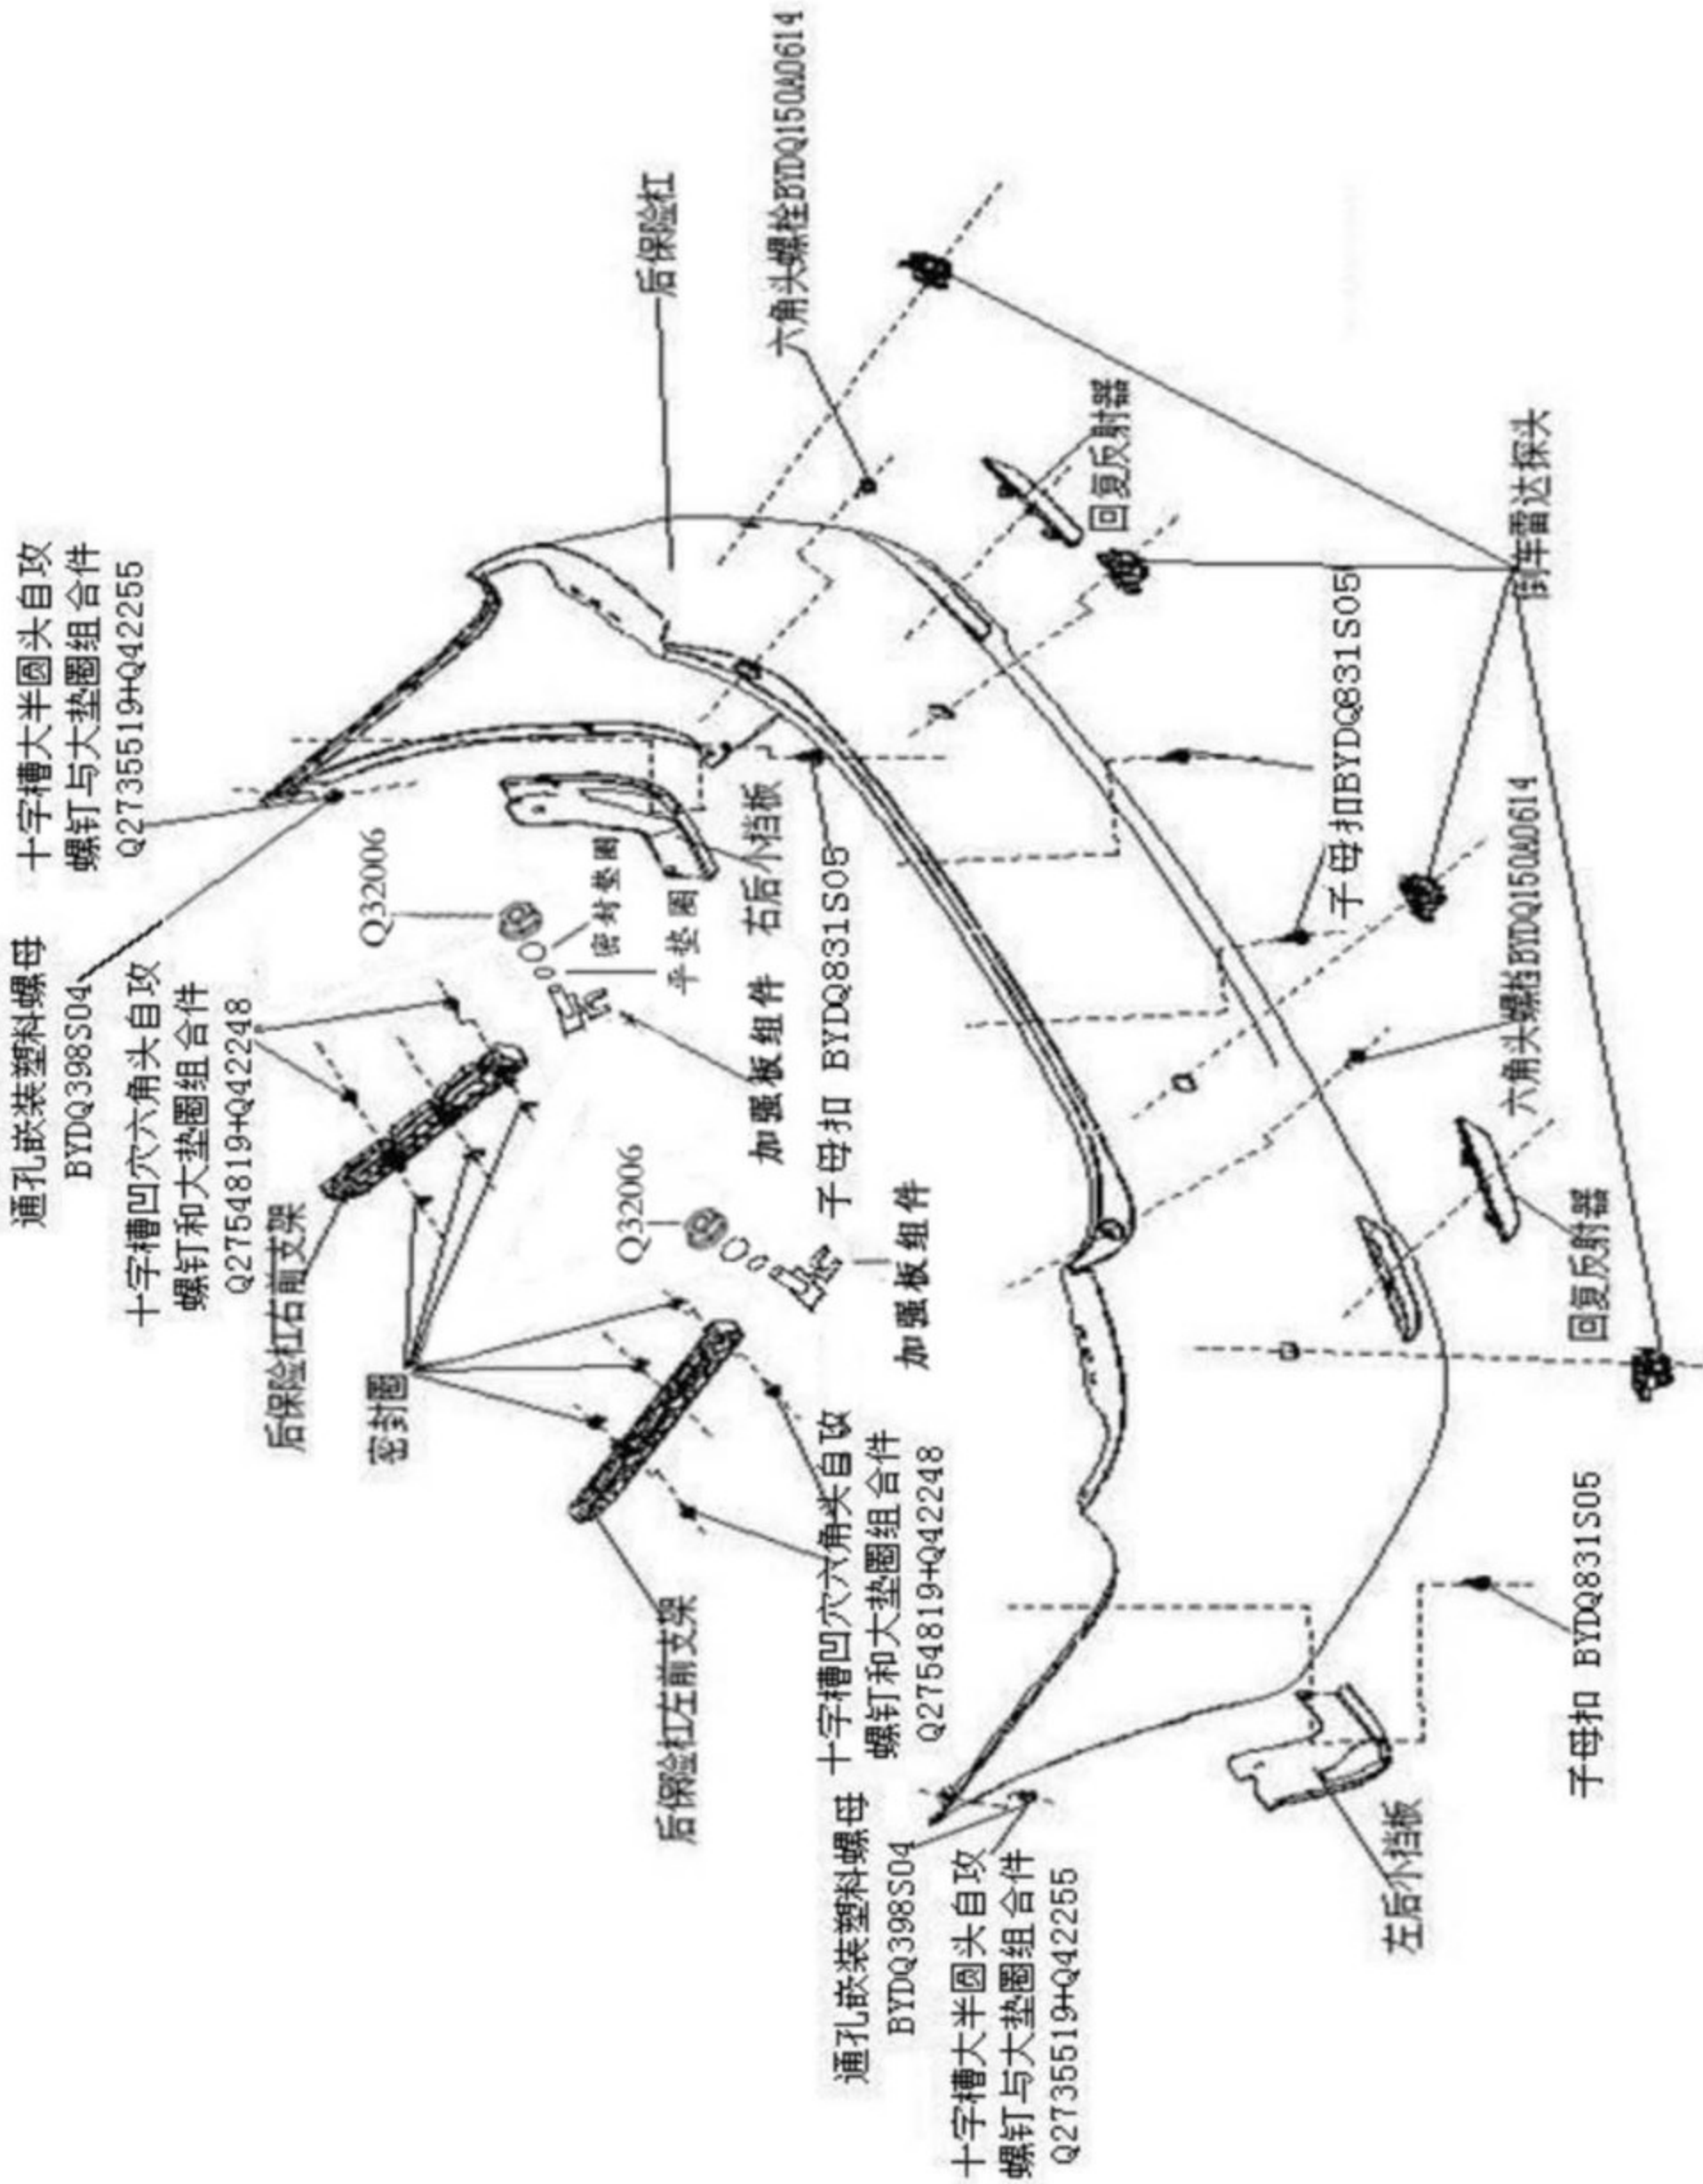 十字槽大半圆头自攻
螺钉与大垫圈组合件
Q2735519+Q42255
通孔嵌装塑料螺母
BYDQ398S04
十字槽凹穴六角头自攻
螺钉和大垫圈组合件
Q2754819+Q42248
后保险杠右前支架
密封圈
Q32006
密封垫圈
平垫圈
加强板组件
右后小挡板
子母扣 BYDQ831S05
后保险杠
六角头螺栓BYDQ150A0614
回复反射器
倒车雷达探头
子母扣BYDQ831S05
六角头螺栓BYDQ150A0614
回复反射器
Q32006
加强板组件
后保险杠左前支架
十字槽凹穴六角头自攻
螺钉和大垫圈组合件
Q2754819+Q42248
通孔嵌装塑料螺母
BYDQ398S04
十字槽大半圆头自攻
螺钉与大垫圈组合件
Q2735519+Q42255
左后小挡板
子母扣 BYDQ831S05